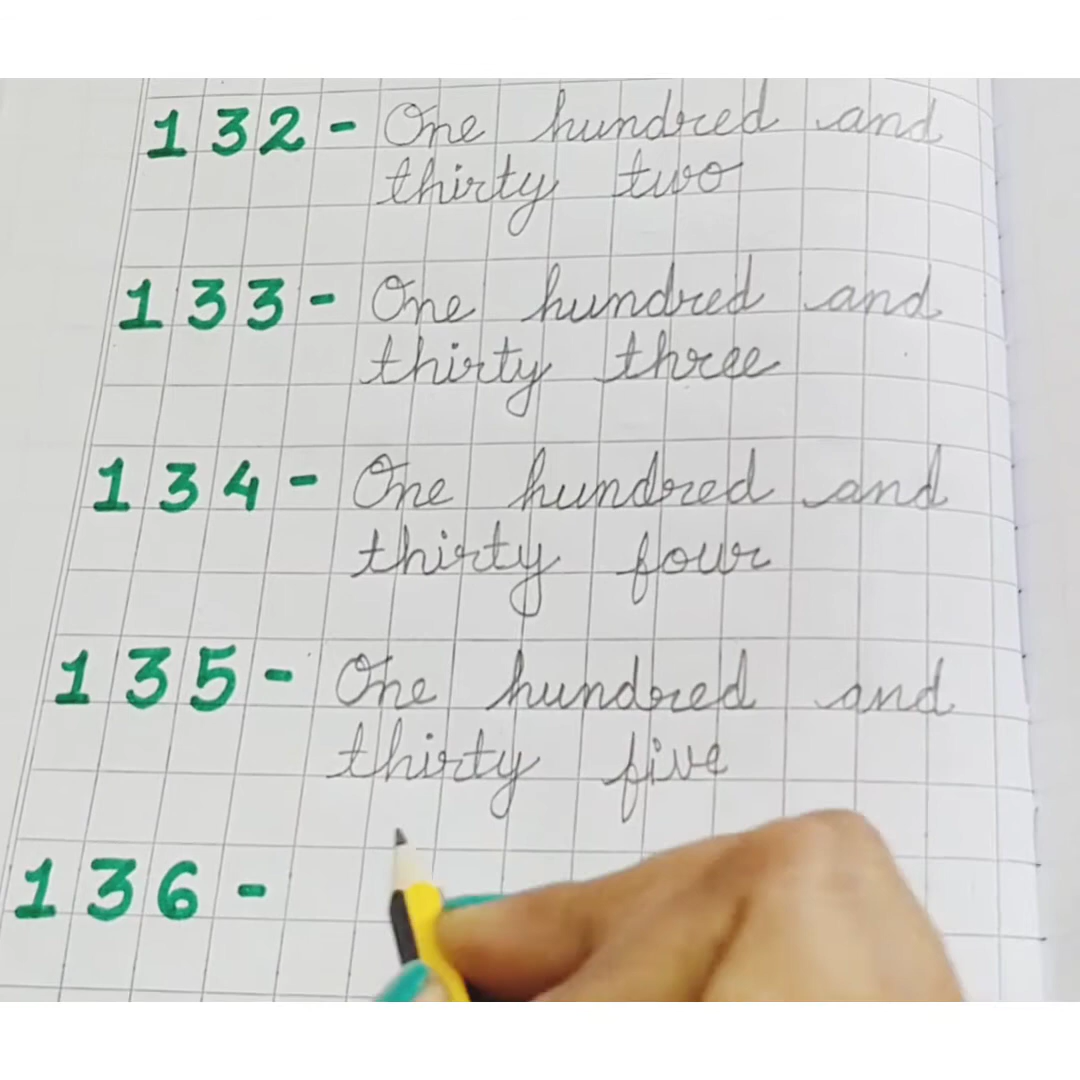 132 - One hundred and
thirty two
133 - One hundred and
thirty three
134 - One hundred and
thirty four
135 - One hundred and
thirty five
136 -